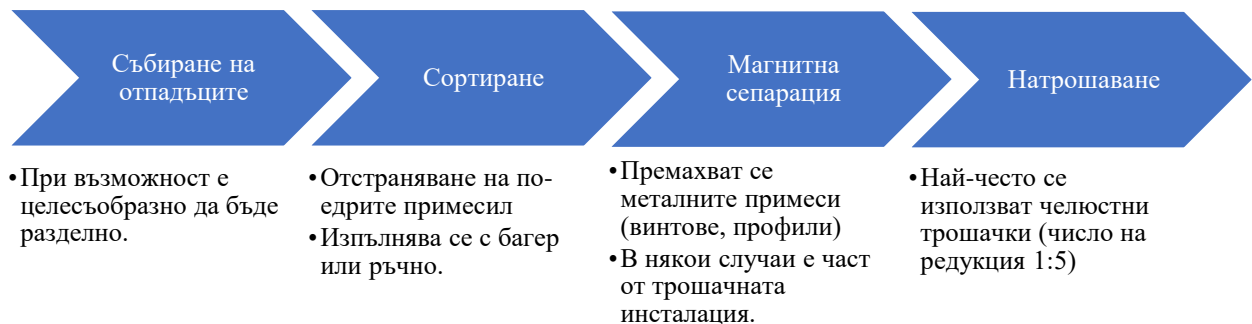 Събиране на
отпадъците
•При възможност е
по-
целесъобразно да бъде
разделно.
Сортиране
•Отстраняване на по-
едрите примесил
•Изпълнява се с багер
или ръчно.
Магнитна
сепарация
•Премахват се
металните примеси
(винтове, профили)
•В някои случаи е част
от трошачната
инсталация.
Натрошаване
•Най-често се
използват челюстни
трошачки (число на
редукция 1:5)